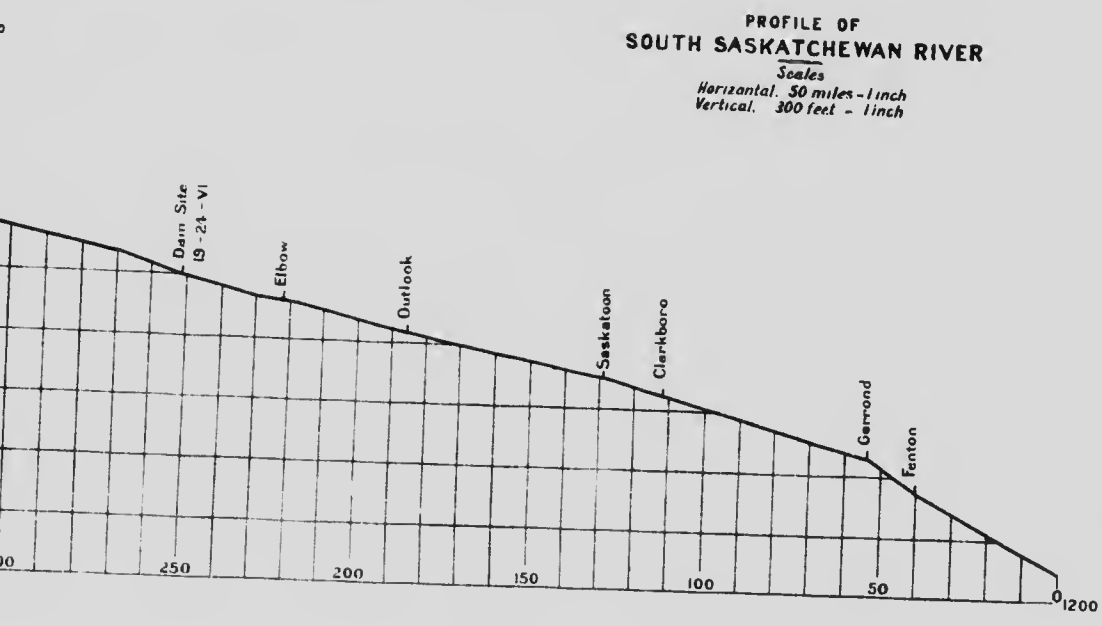 PROFILE OF
SOUTH SASKATCHEWAN RIVER
Scales
Horizontal. 50 miles - 1 inch
Vertical. 300 feet - 1 inch
Dam Site
19 - 24 - VI
Elbow
Outlook
Saskatoon
Clarkboro
Garrond
Fenton
00
250
200
150
100
50
0
1200